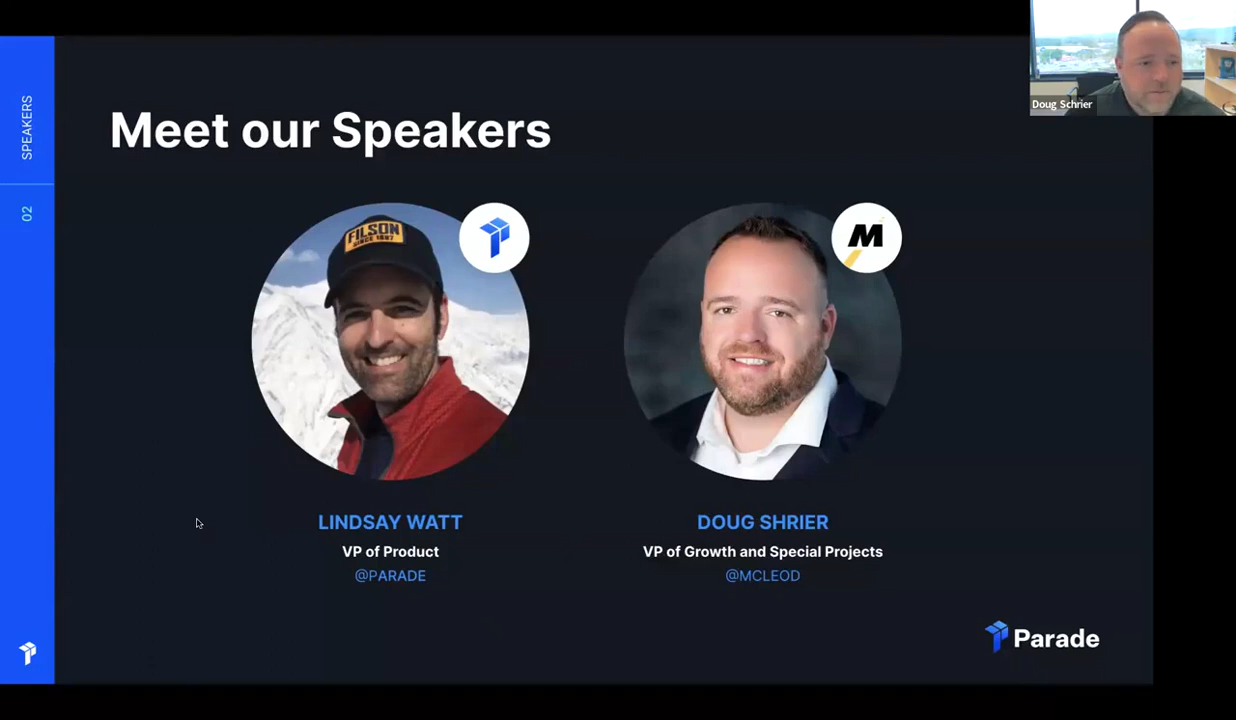 SPEAKERS
02
Meet our Speakers
Doug Schrier
FILSON
SINCE 1897
M
LINDSAY WATT
VP of Product
@PARADE
DOUG SHRIER
VP of Growth and Special Projects
@MCLEOD
Parade